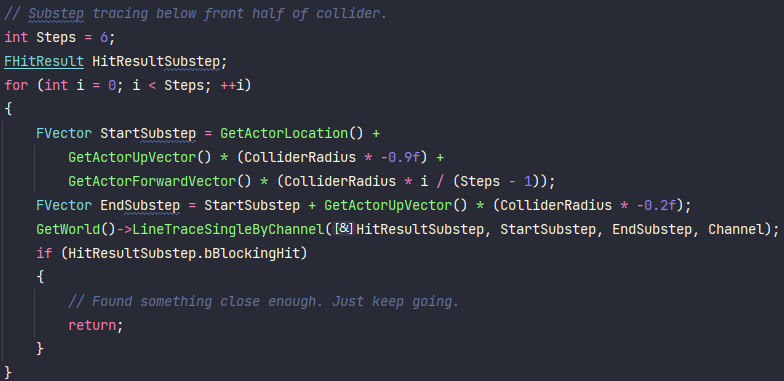 // Substep tracing below front half of collider.
int Steps = 6;
FHitResult HitResultSubstep;
for (int i = 0; i < Steps; ++i)
{
    FVector StartSubstep = GetActorLocation() +
        GetActorUpVector() * (ColliderRadius * -0.9f) +
        GetActorForwardVector() * (ColliderRadius * i / (Steps - 1));
    FVector EndSubstep = StartSubstep + GetActorUpVector() * (ColliderRadius * -0.2f);
    GetWorld()->LineTraceSingleByChannel([&]HitResultSubstep, StartSubstep, EndSubstep, Channel);
    if (HitResultSubstep.bBlockingHit)
    {
        // Found something close enough. Just keep going.
        return;
    }
}